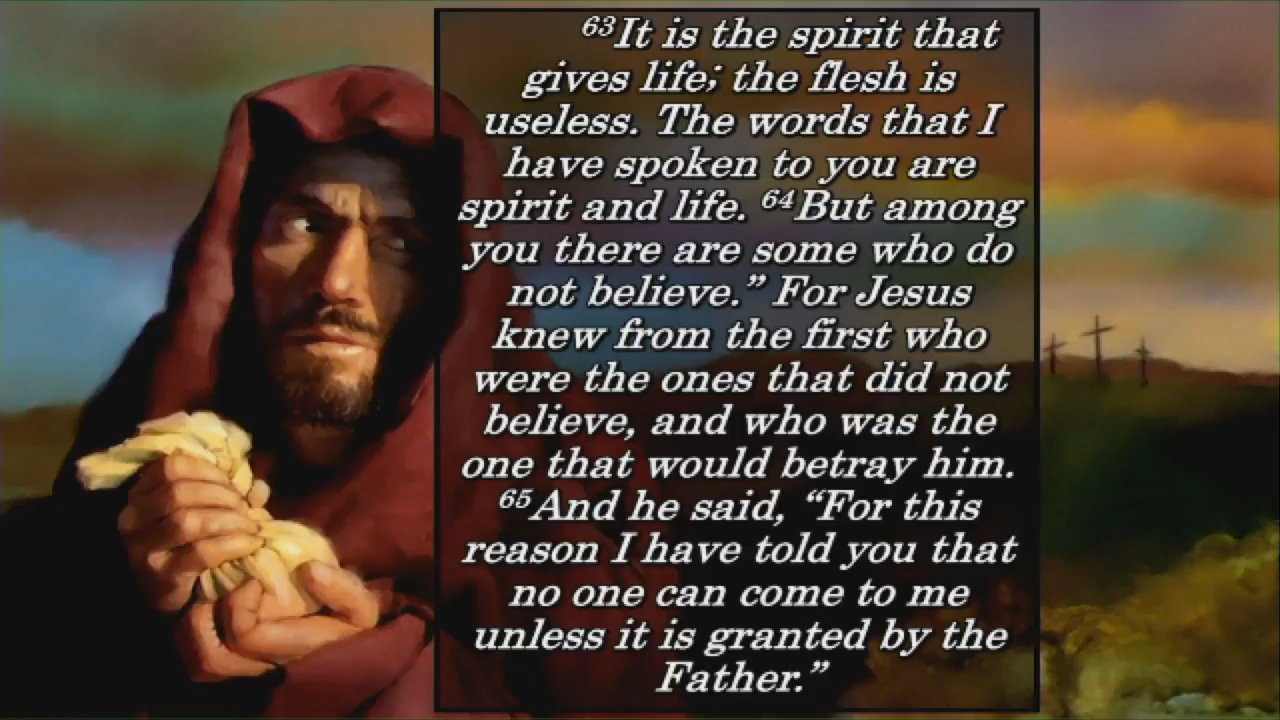 ⁶³It is the spirit that
gives life; the flesh is
useless. The words that I
have spoken to you are
spirit and life. ⁶⁴But among
you there are some who do
not believe.” For Jesus
knew from the first who
were the ones that did not
believe, and who was the
one that would betray him.
⁶⁵And he said, “For this
reason I have told you that
no one can come to me
unless it is granted by the
Father.”